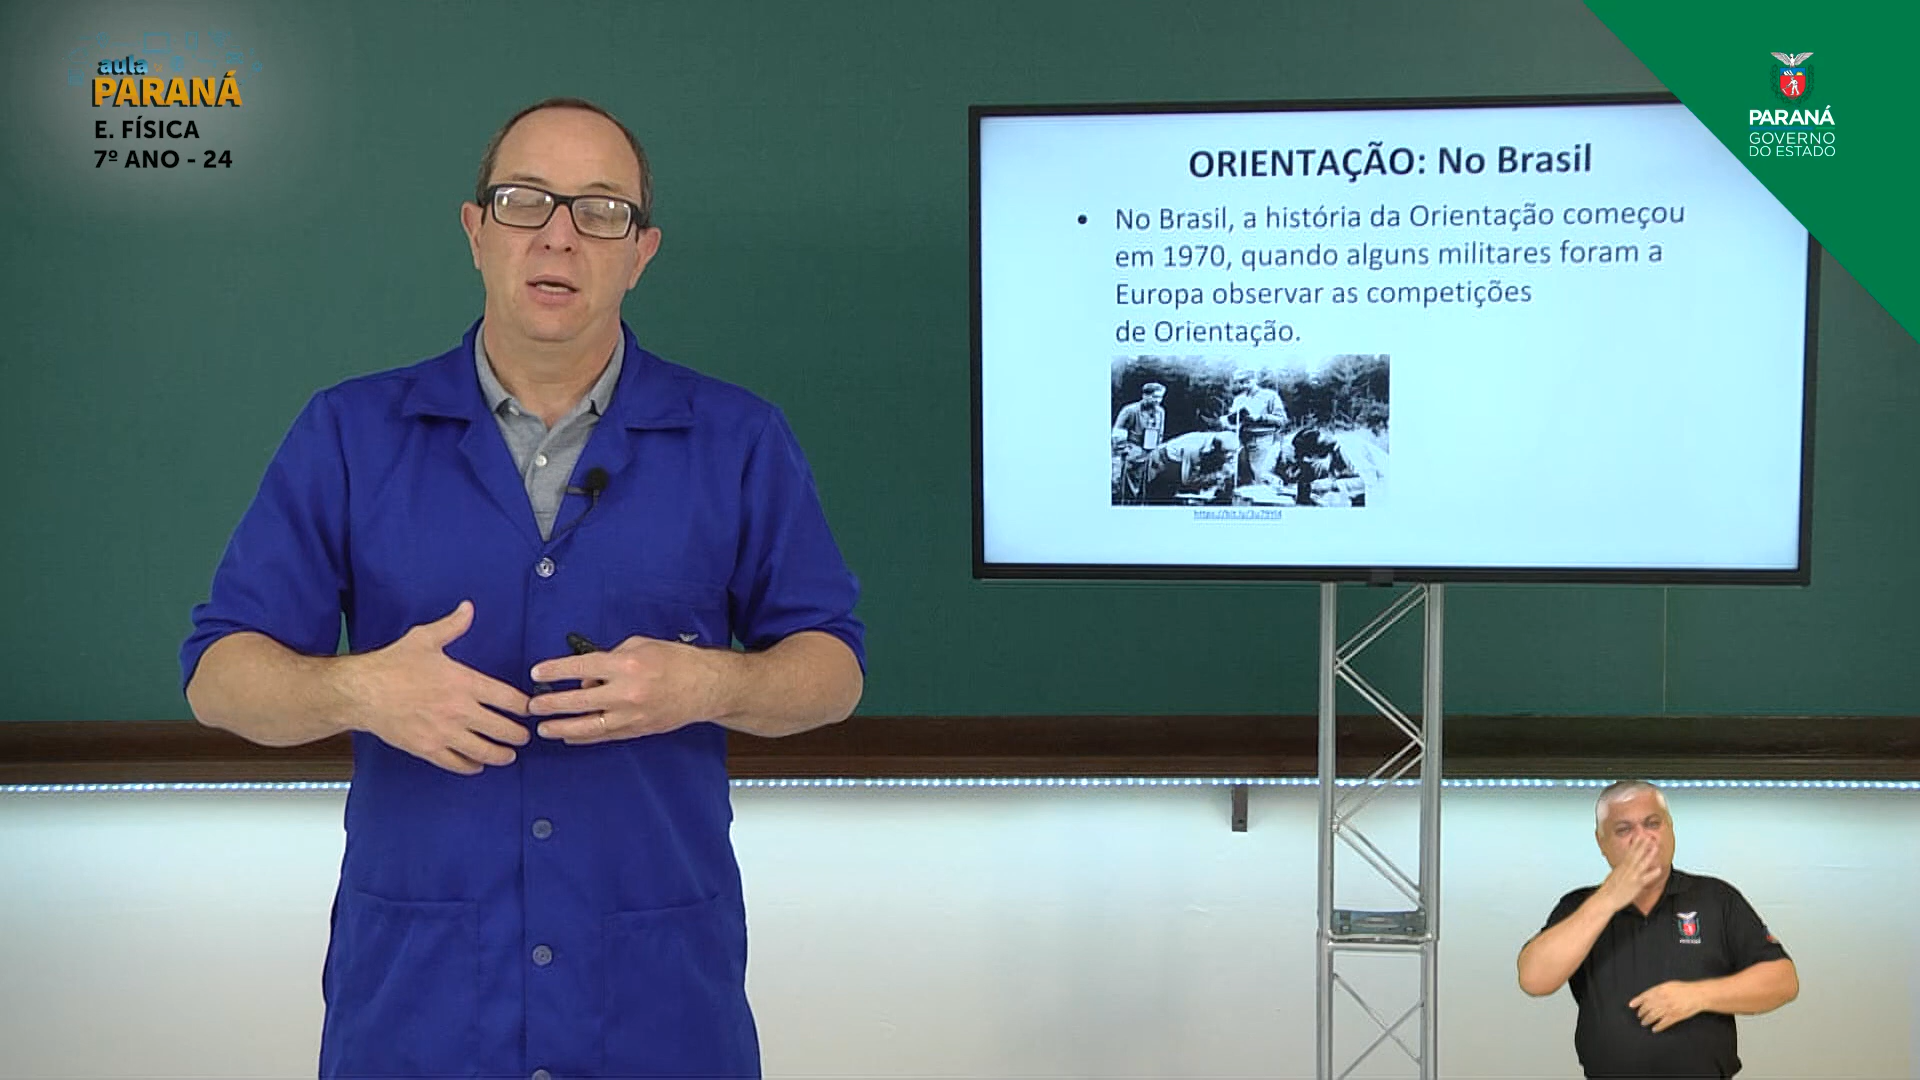 aula
PARANÁ
E. FÍSICA
7º ANO - 24
PARANÁ
GOVERNO
DO ESTADO
ORIENTAÇÃO: No Brasil
• No Brasil, a história da Orientação começou
em 1970, quando alguns militares foram a
Europa observar as competições
de Orientação.